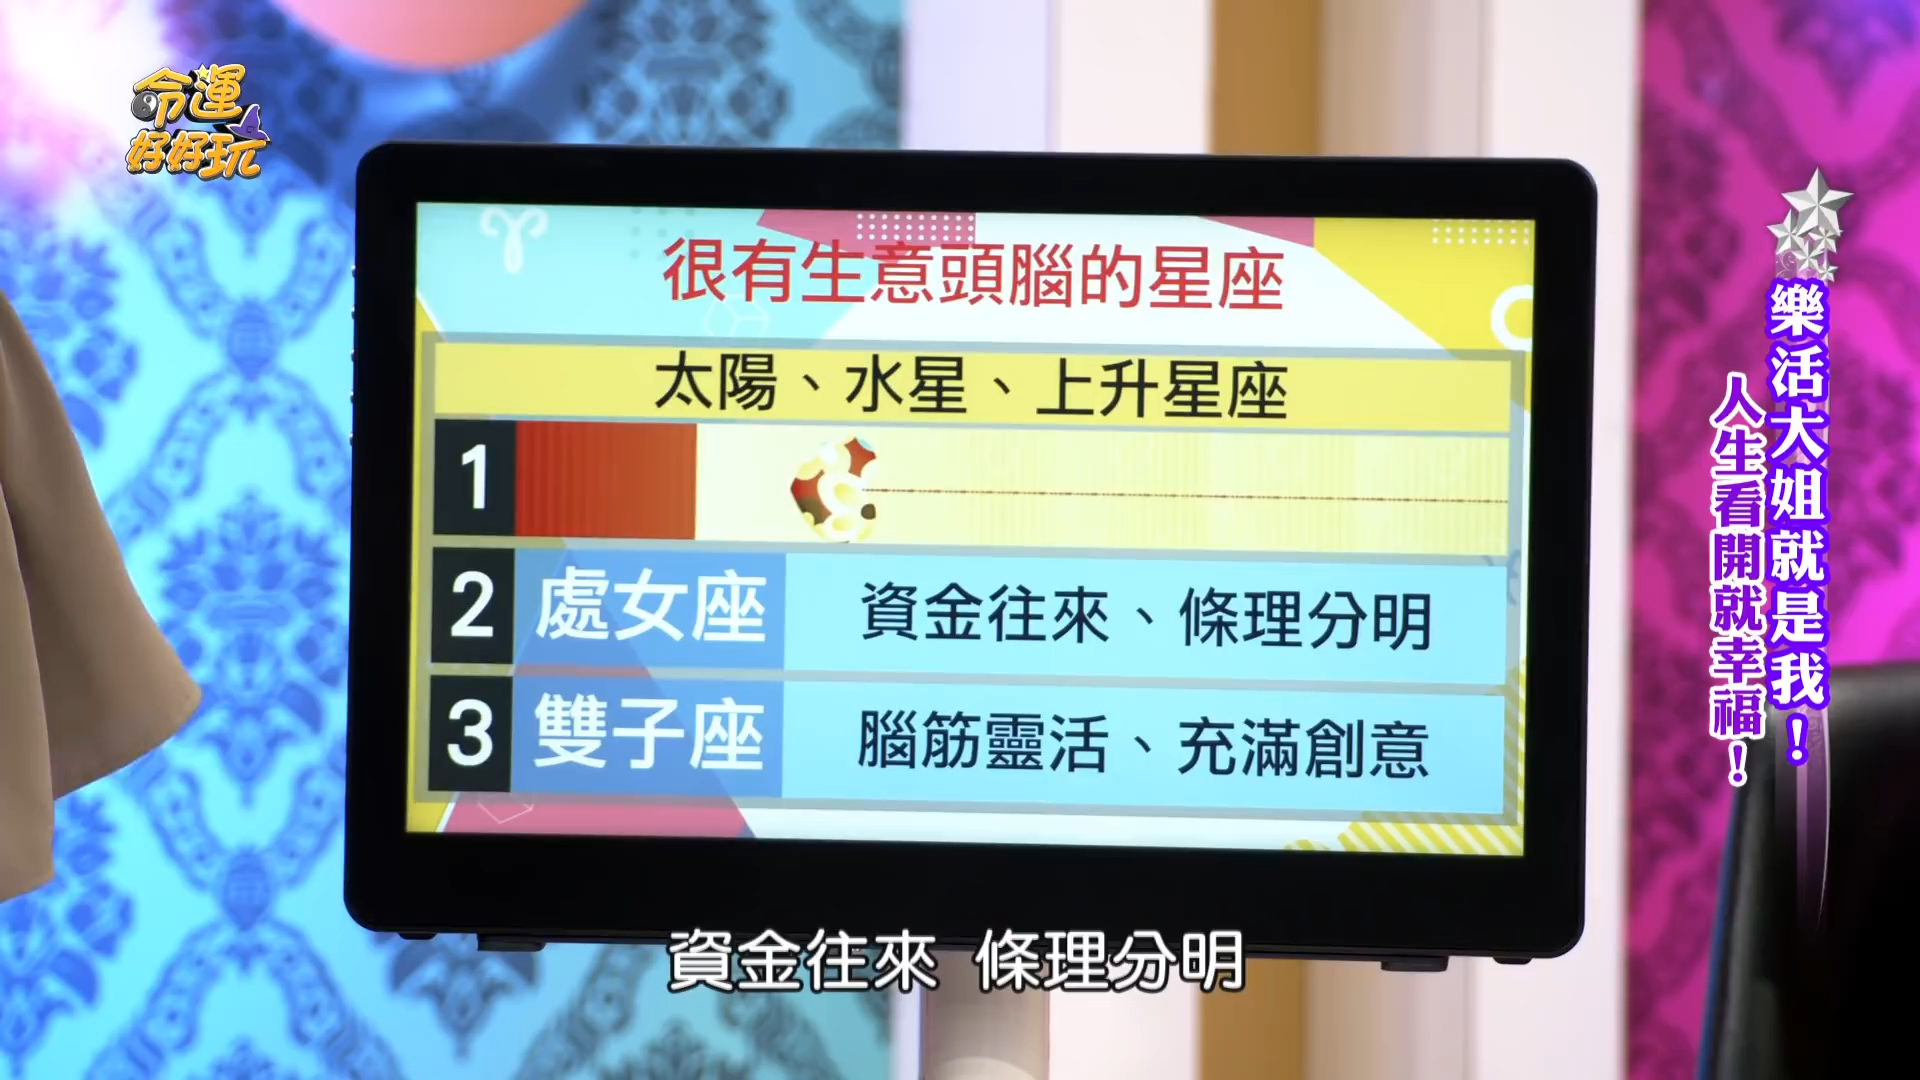 命運
好好玩
很有生意頭腦的星座
太陽、水星、上升星座
1
2 處女座 資金往來、條理分明
3 雙子座 腦筋靈活、充滿創意
樂活大姐就是我！
人生看開就幸福！
資金往來 條理分明